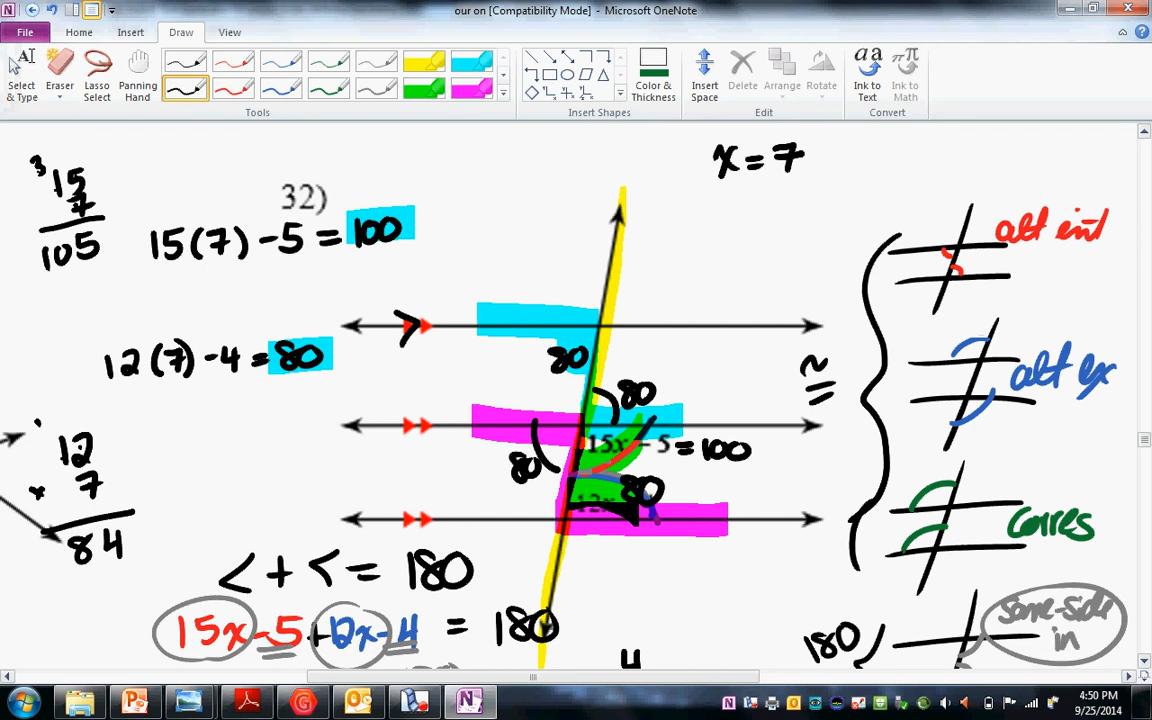 our on [Compatibility Mode] - Microsoft OneNote
File Home Insert Draw View
Select & Type
Eraser
Lasso Select
Panning Hand
Color & Thickness
Insert Space
Delete
Arrange
Rotate
Ink to Text
Ink to Math
Tools
Insert Shapes
Edit
Convert
x = 7
3
15
7
105
32)
15(7) - 5 = 100
12(7) - 4 = 80
12
× 7
84
80
80
15x - 5 = 100
80
80
12x
≅
alt int
alt ex
corres
same-side in
180
< + < = 180
15x - 5 + 12x - 4 = 180
4:50 PM
9/25/2014